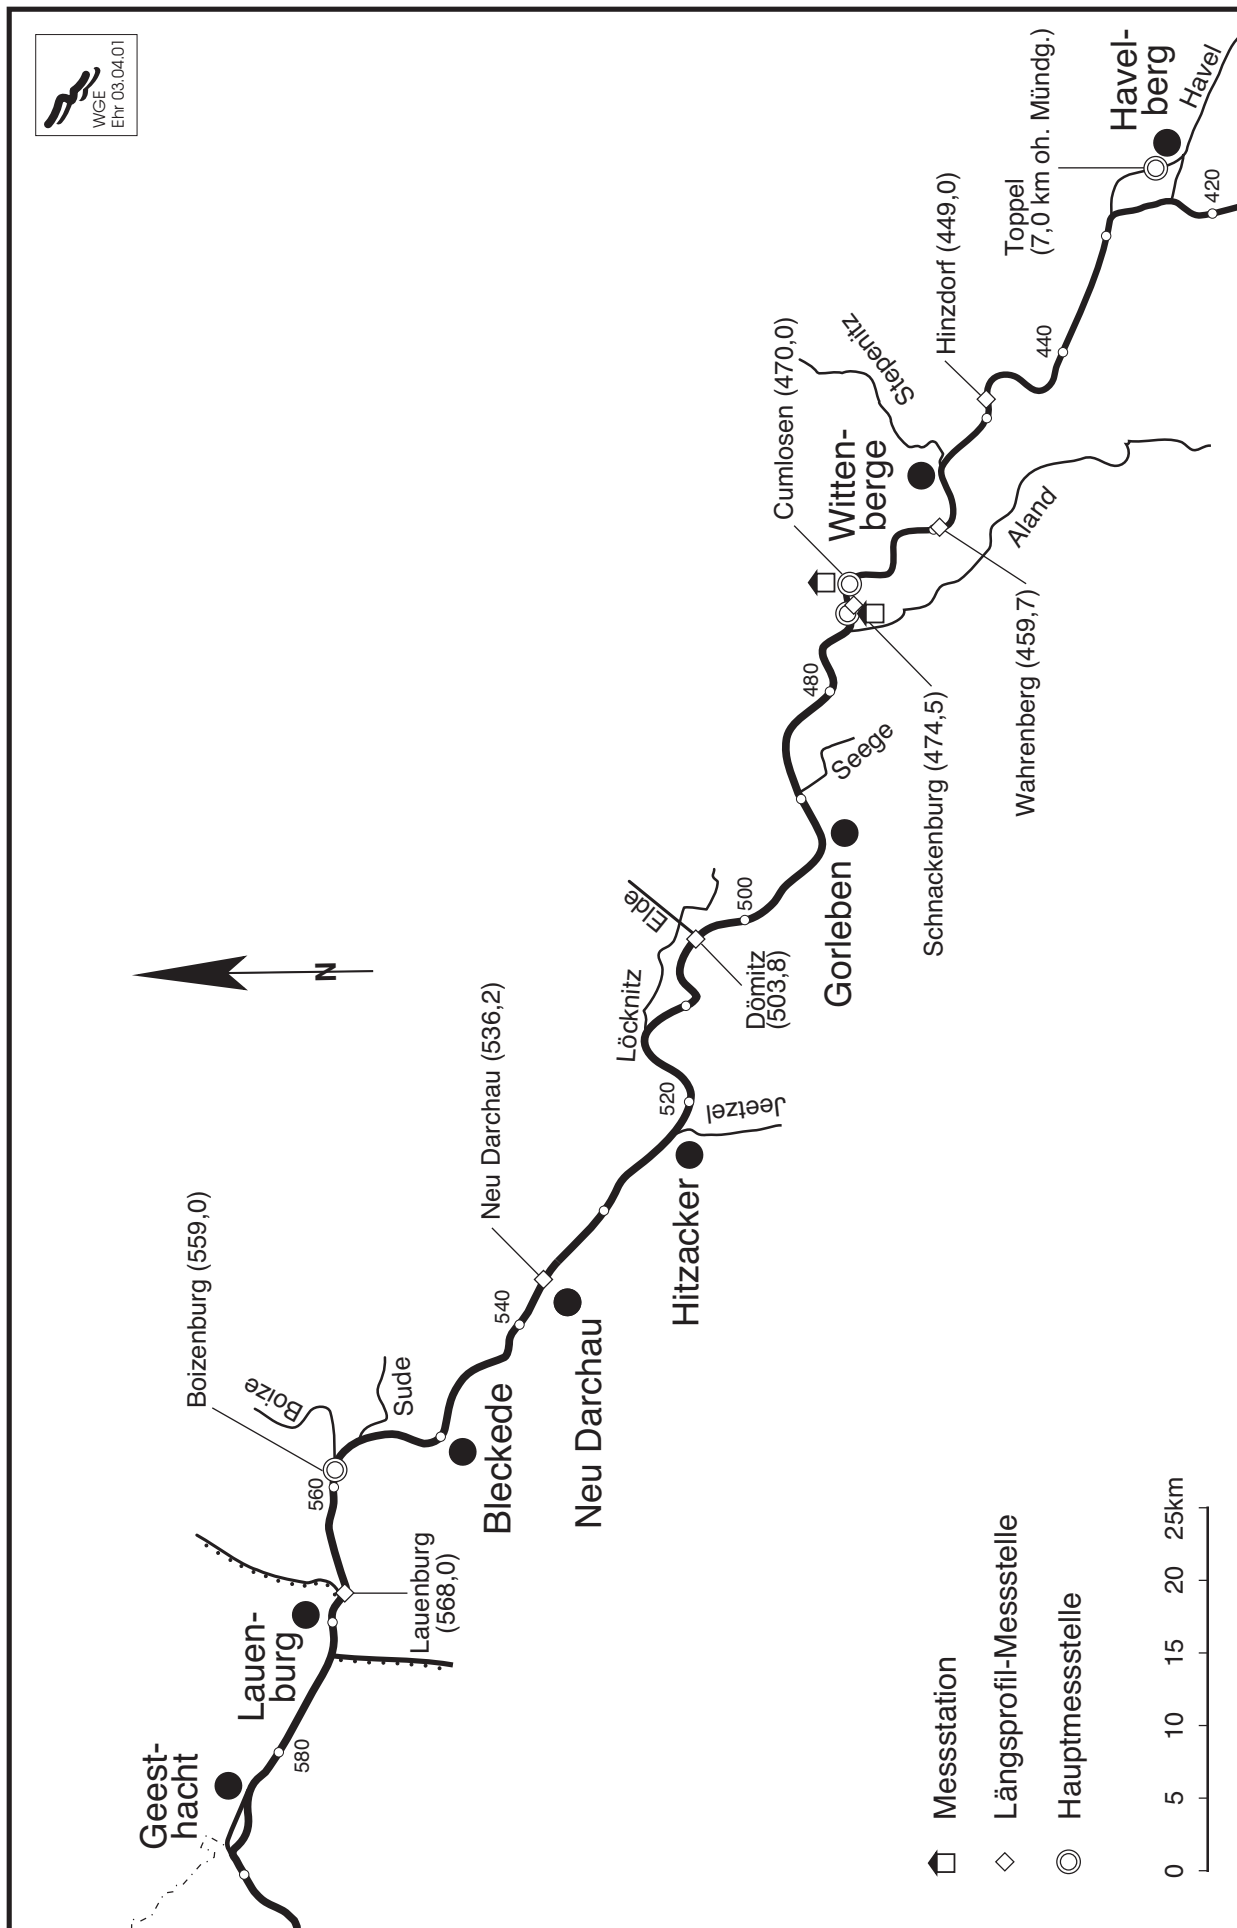 WGE
Ehr 03.04.01
Geest-
hacht
580
Lauen-
burg
Lauenburg
(568,0)
560
Boizenburg (559,0)
Boize
Sude
Bleckede
540
Neu Darchau (536,2)
Neu Darchau
Hitzacker
Jeetzel
520
Löcknitz
Elde
Dömitz
(503,8)
500
N
Gorleben
Seege
480
Schnackenburg (474,5)
Cumlosen (470,0)
Witten-
berge
Stepenitz
Wahrenberg (459,7)
Aland
Hinzdorf (449,0)
440
Toppel
(7,0 km oh. Mündg.)
Havel-
berg
Havel
420
Messstation
Längsprofil-Messstelle
Hauptmessstelle
0 5 10 15 20 25km